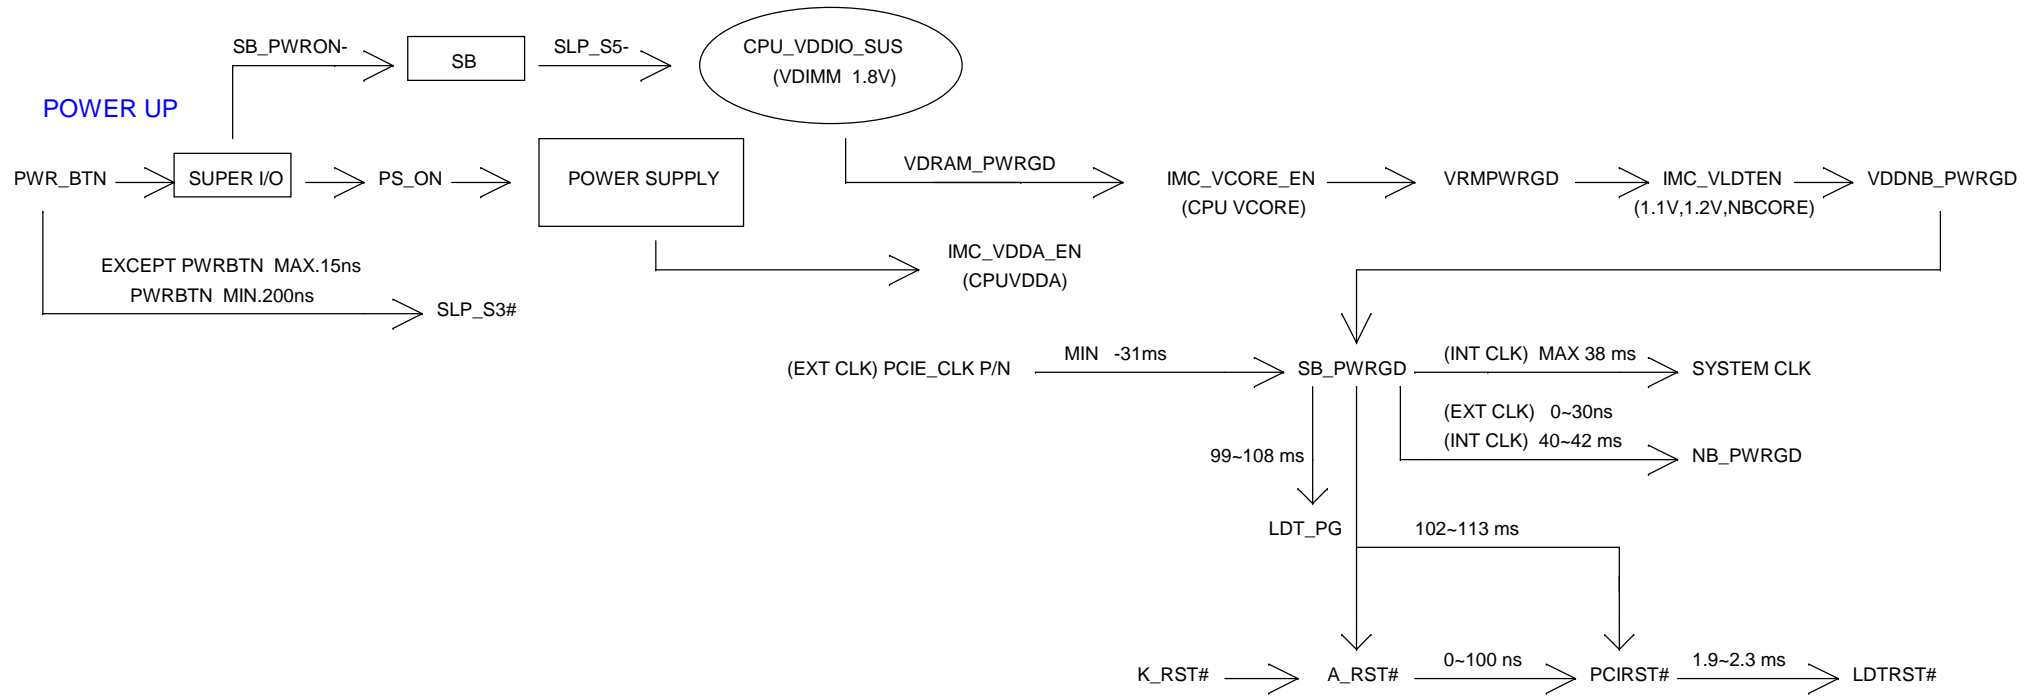 SB_PWRON-
SB
SLP_S5-
CPU_VDDIO_SUS
(VDIMM 1.8V)
POWER UP
PWR_BTN
SUPER I/O
PS_ON
POWER SUPPLY
VDRAM_PWRGD
IMC_VCORE_EN
(CPU VCORE)
VRMPWRGD
IMC_VLDTEN
(1.1V,1.2V,NBCORE)
VDDNB_PWRGD
EXCEPT PWRBTN MAX.15ns
PWRBTN MIN.200ns
SLP_S3#
IMC_VDDA_EN
(CPUVDDA)
(EXT CLK) PCIE_CLK P/N
MIN -31ms
SB_PWRGD
(INT CLK) MAX 38 ms
SYSTEM CLK
(EXT CLK) 0~30ns
(INT CLK) 40~42 ms
NB_PWRGD
99~108 ms
LDT_PG
102~113 ms
K_RST#
A_RST#
0~100 ns
PCIRST#
1.9~2.3 ms
LDTRST#